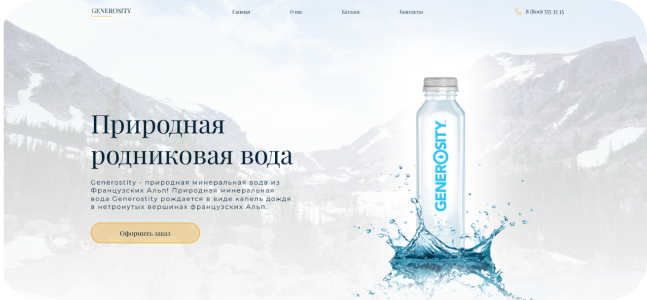 GENEROSITY
Главная
О нас
Каталог
Контакты
8 (800) 555 35 35
Природная
родниковая вода
Generostity - природная минеральная вода из
Французских Альп! Природная минеральная
вода Generostity рождается в виде капель дождя
в нетронутых вершинах французских Альп.
Оформить заказ
GENEROSITY